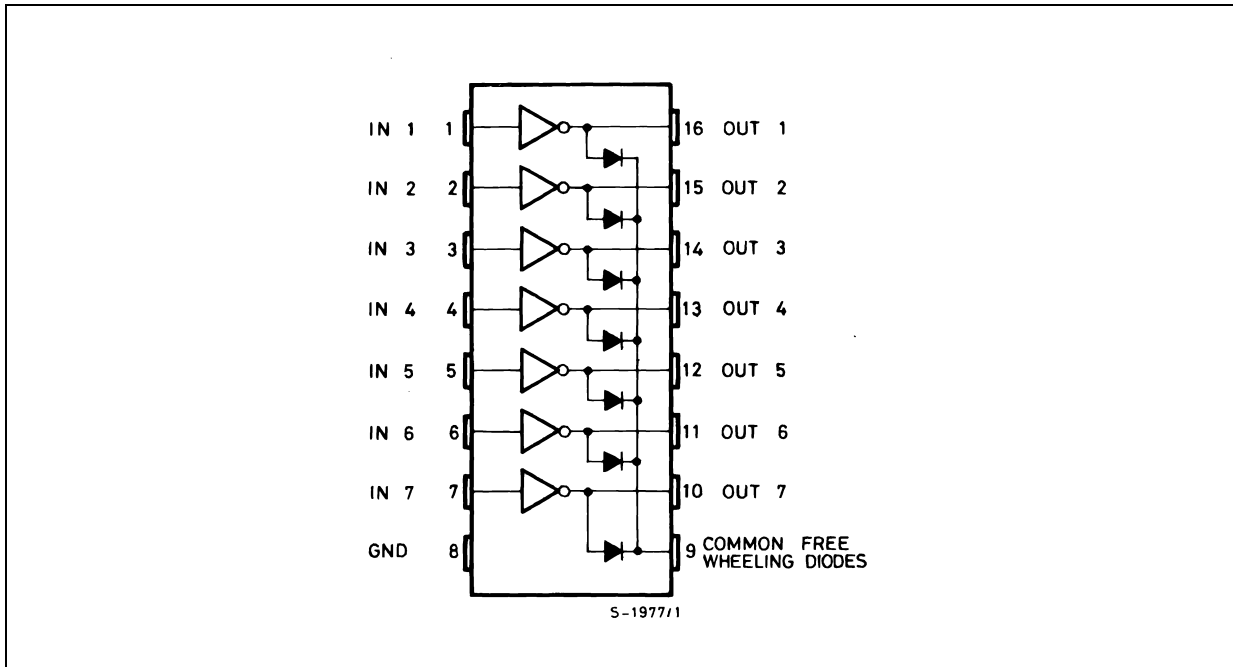 IN 1 1 16 OUT 1
IN 2 2 15 OUT 2
IN 3 3 14 OUT 3
IN 4 4 13 OUT 4
IN 5 5 12 OUT 5
IN 6 6 11 OUT 6
IN 7 7 10 OUT 7
GND 8 9 COMMON FREE
WHEELING DIODES
S-1977/1